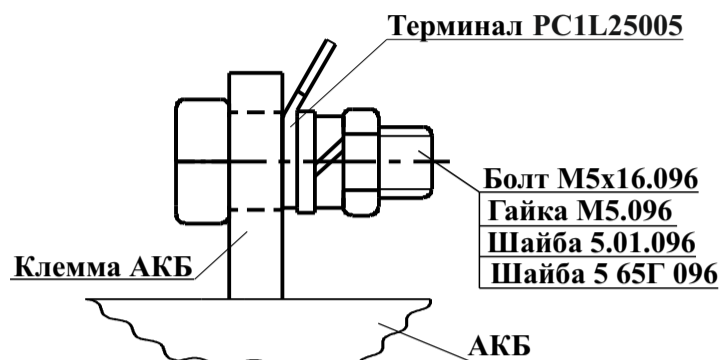 Терминал PC1L25005
Болт М5х16.096
Гайка М5.096
Шайба 5.01.096
Шайба 5 65Г 096
Клемма АКБ
АКБ